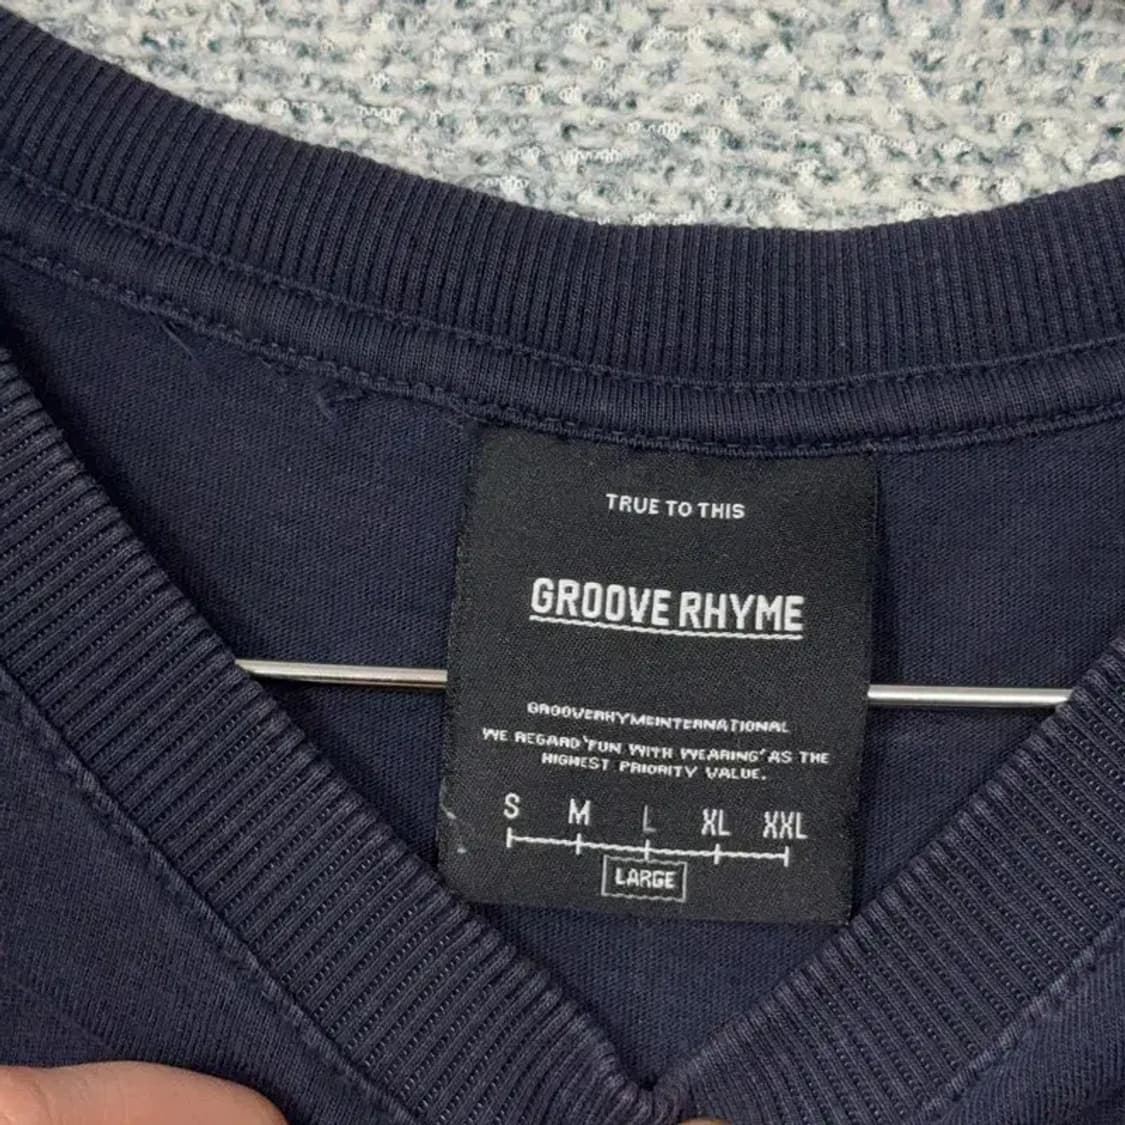 TRUE TO THIS
GROOVE RHYME
GROOVERHYMEINTERNATIONAL
WE REGARD 'FUN WITH WEARING' AS THE
HIGHEST PRIORITY VALUE.
S M L XL XXL
LARGE